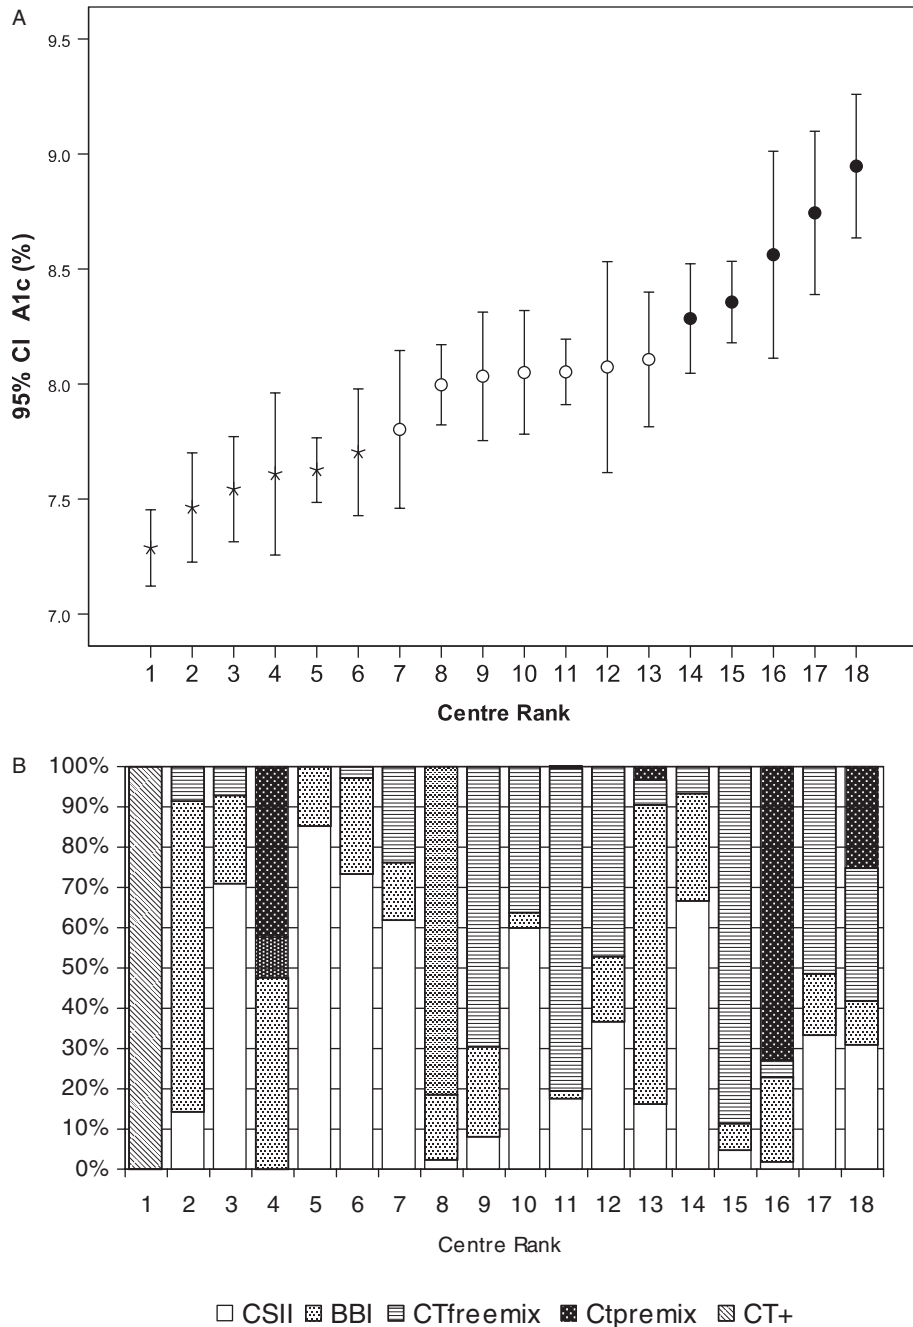 A
9.5
9.0
8.5
8.0
7.5
7.0
95% CI A1c (%)
1 2 3 4 5 6 7 8 9 10 11 12 13 14 15 16 17 18
Centre Rank
B
100%
90%
80%
70%
60%
50%
40%
30%
20%
10%
0%
1 2 3 4 5 6 7 8 9 10 11 12 13 14 15 16 17 18
Centre Rank
CSII BBI CTfreemix Ctpremix CT+